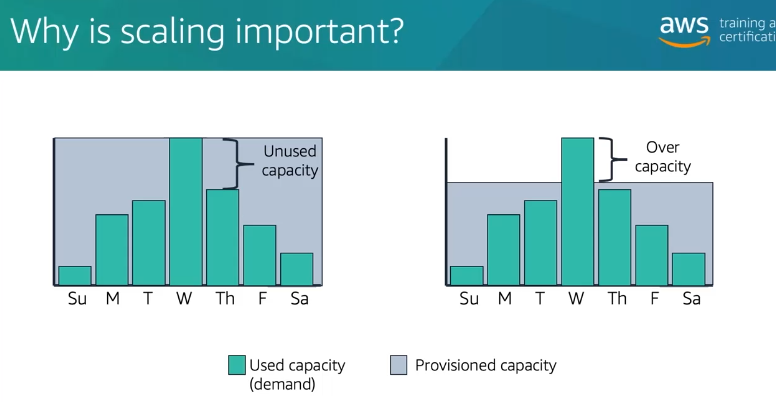 Why is scaling important?
aws
training a
certificati
Unused
capacity
Su M T W Th F Sa
Over
capacity
Su M T W Th F Sa
Used capacity
(demand)
Provisioned capacity